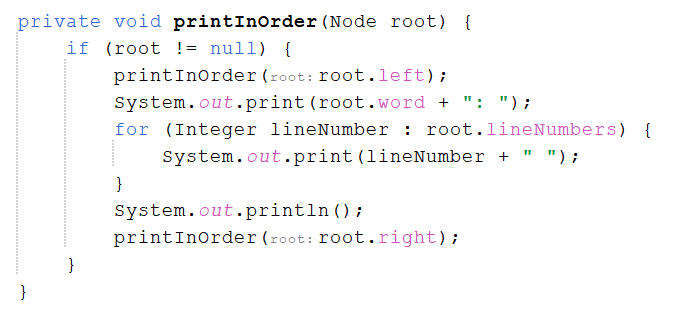 private void printInOrder(Node root) {
    if (root != null) {
        printInOrder(root: root.left);
        System.out.print(root.word + ": ");
        for (Integer lineNumber : root.lineNumbers) {
            System.out.print(lineNumber + " ");
        }
        System.out.println();
        printInOrder(root: root.right);
    }
}